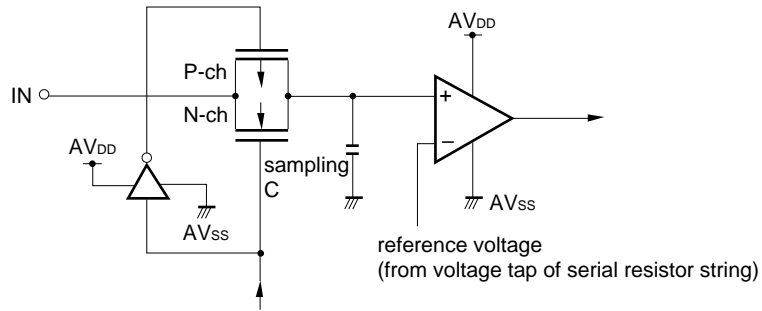 AVDD
P-ch
IN
N-ch
+
−
AVDD
sampling
C
AVSS
AVSS
reference voltage
(from voltage tap of serial resistor string)